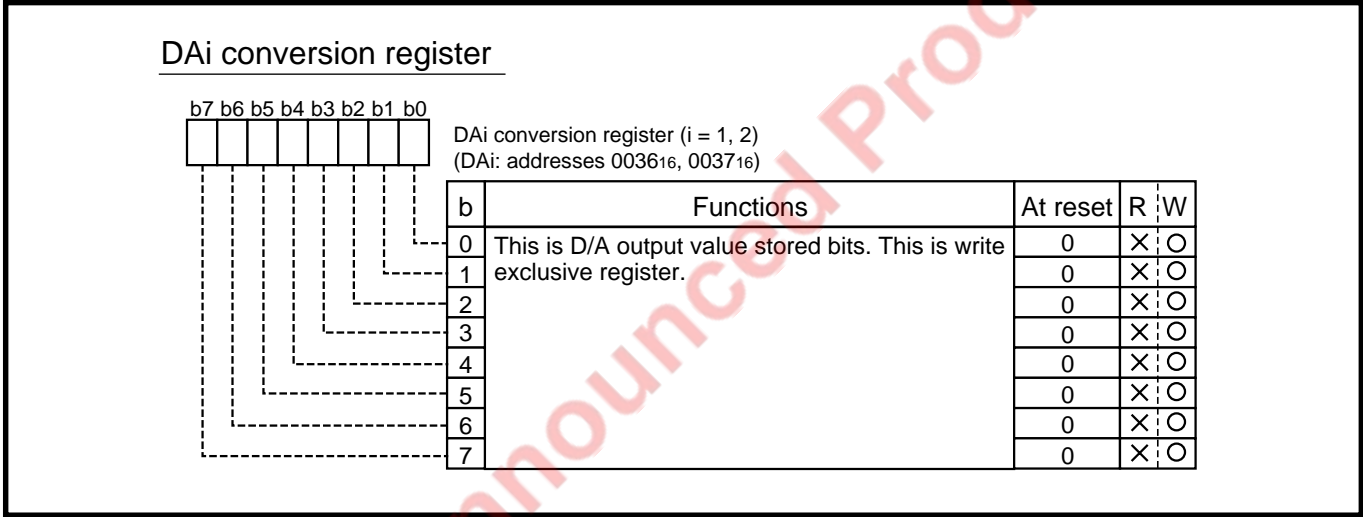 DAi conversion register
b7 b6 b5 b4 b3 b2 b1 b0
DAi conversion register (i = 1, 2)
(DAi: addresses 003616, 003716)
b Functions At reset R W
0 This is D/A output value stored bits. This is write 0 × ○
1 exclusive register. 0 × ○
2 0 × ○
3 0 × ○
4 0 × ○
5 0 × ○
6 0 × ○
7 0 × ○
nnounced Prod